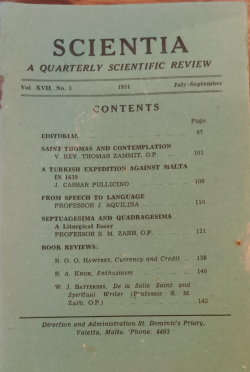 SCIENTIA
A QUARTERLY SCIENTIFIC REVIEW
Vol. XVII, No. 3 1951 July-September
CONTENTS
Page
EDITORIAL 97
SAINT THOMAS AND CONTEMPLATION
V. REV. THOMAS ZAMMIT, O.P. 101
A TURKISH EXPEDITION AGAINST MALTA
IN 1639
J. CASSAR PULLICINO 109
FROM SPEECH TO LANGUAGE
PROFESSOR J. AQUILINA 116
SEPTUAGESIMA AND QUADRAGESIMA
A Liturgical Essay
PROFESSOR S. M. ZARB, O.P. 121
BOOK REVIEWS:
R. G. O. HAWTREY, Currency and Credit 138
R. A. KNOX, Enthusiasm 140
W. J. BATTERSBY, De la Salle Saint and
Spiritual Writer (Professor S. M.
Zarb, O.P.) 142
Direction and Administration St. Dominic's Priory,
Valetta, Malta. 'Phone: 4493